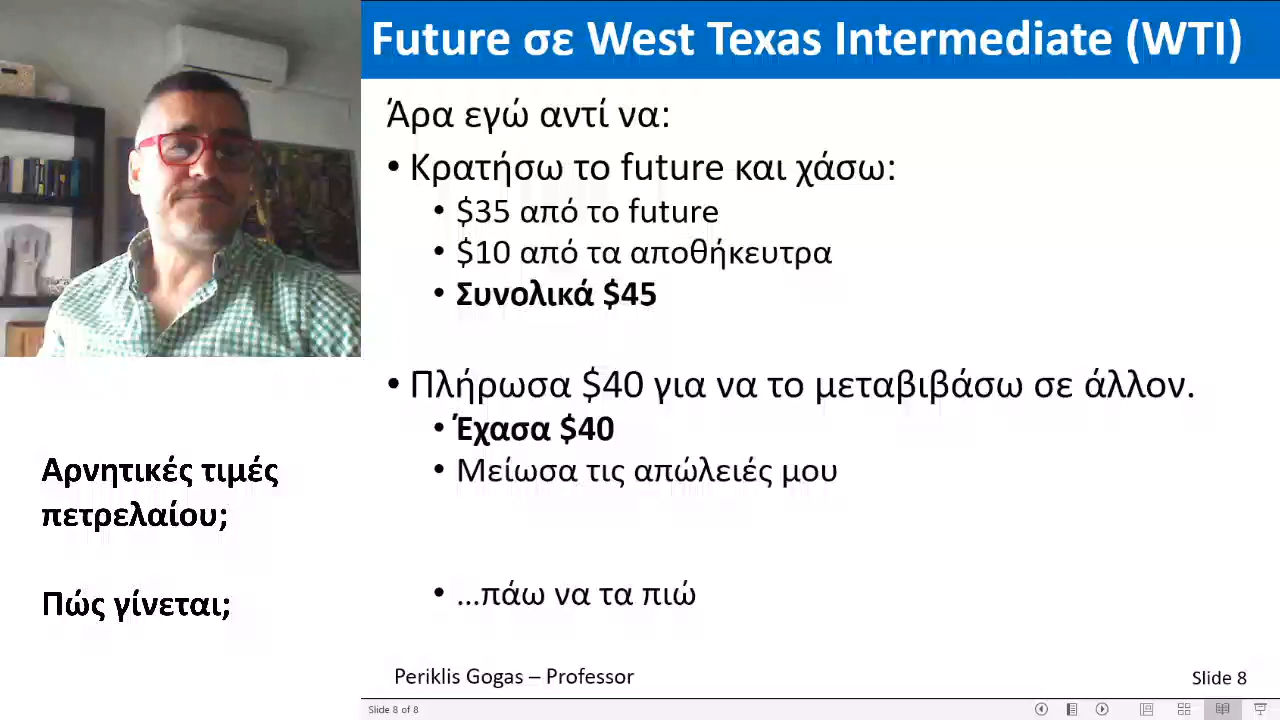 Future σε West Texas Intermediate (WTI)
Άρα εγώ αντί να:
• Κρατήσω το future και χάσω:
• $35 από το future
• $10 από τα αποθήκευτρα
• Συνολικά $45
• Πλήρωσα $40 για να το μεταβιβάσω σε άλλον.
• Έχασα $40
• Μείωσα τις απώλειές μου
• ...πάω να τα πιώ
Αρνητικές τιμές
πετρελαίου;
Πώς γίνεται;
Periklis Gogas – Professor
Slide 8
Slide 8 of 8